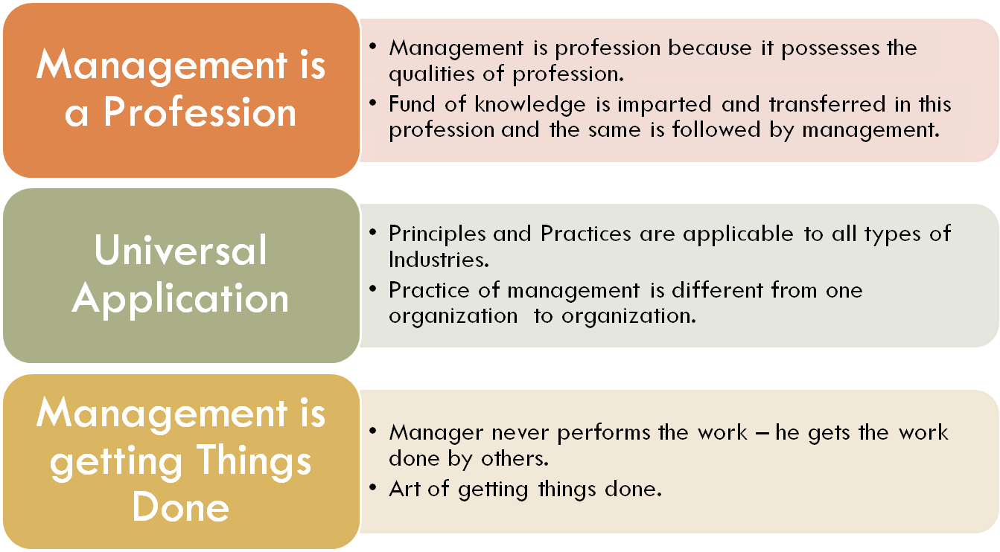 Management is
a Profession
• Management is profession because it possesses the
qualities of profession.
• Fund of knowledge is imparted and transferred in this
profession and the same is followed by management.
Universal
Application
• Principles and Practices are applicable to all types of
Industries.
• Practice of management is different from one
organization  to organization.
Management is
getting Things
Done
• Manager never performs the work – he gets the work
done by others.
• Art of getting things done.